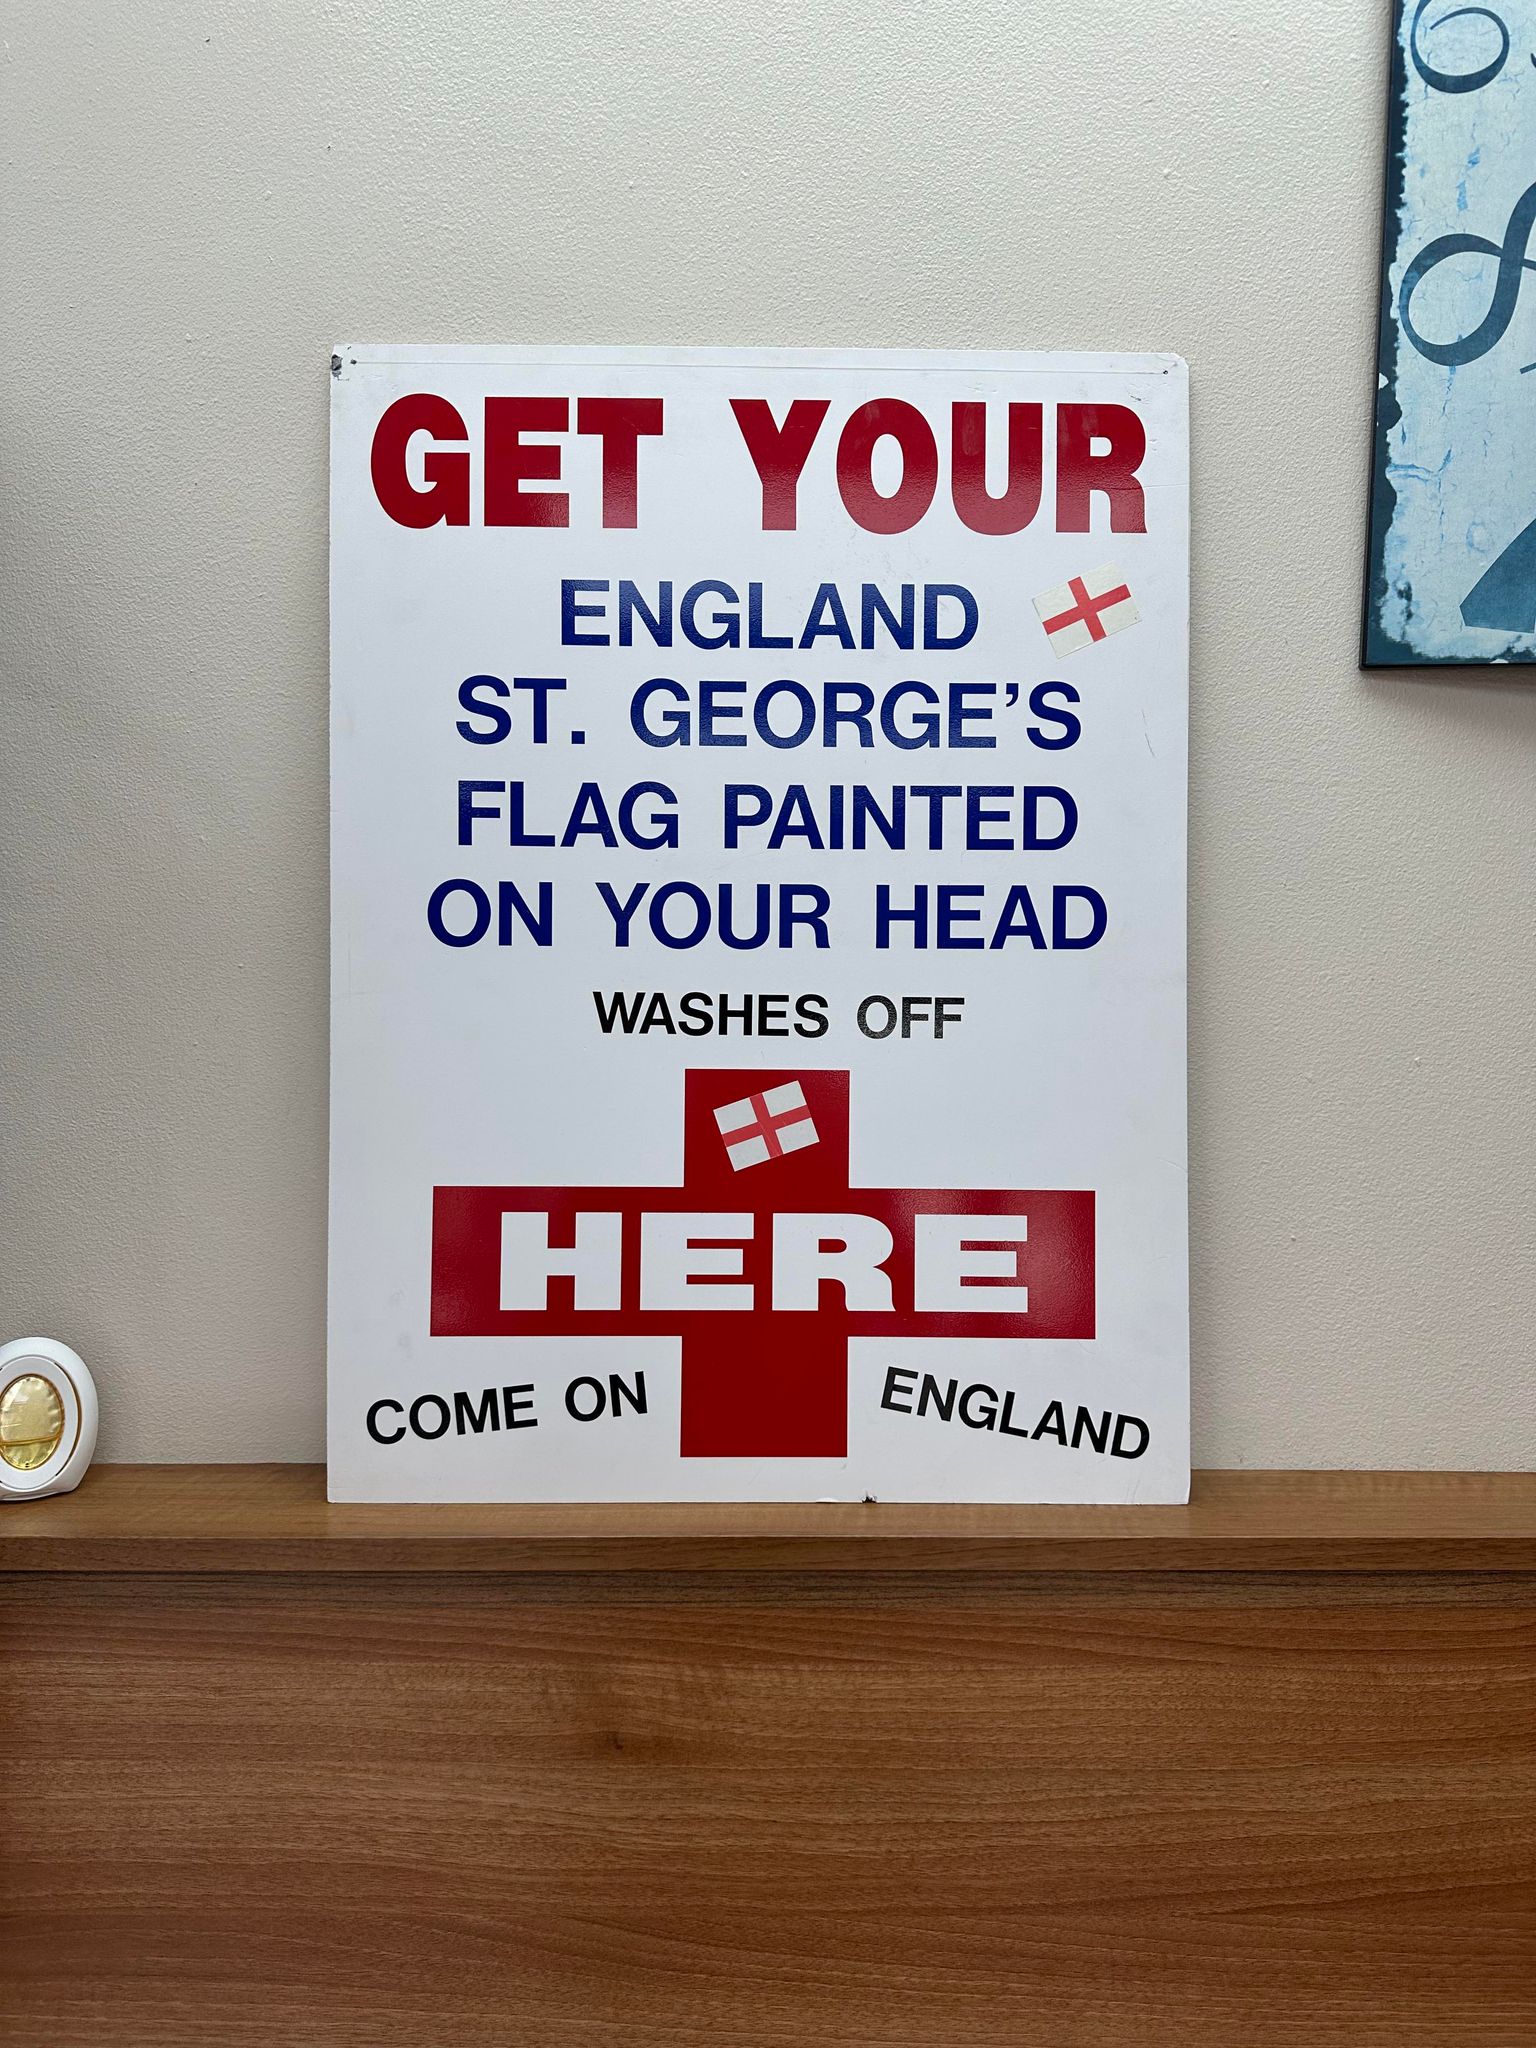 GET YOUR
ENGLAND
ST. GEORGE'S
FLAG PAINTED
ON YOUR HEAD
WASHES OFF
HERE
COME ON ENGLAND